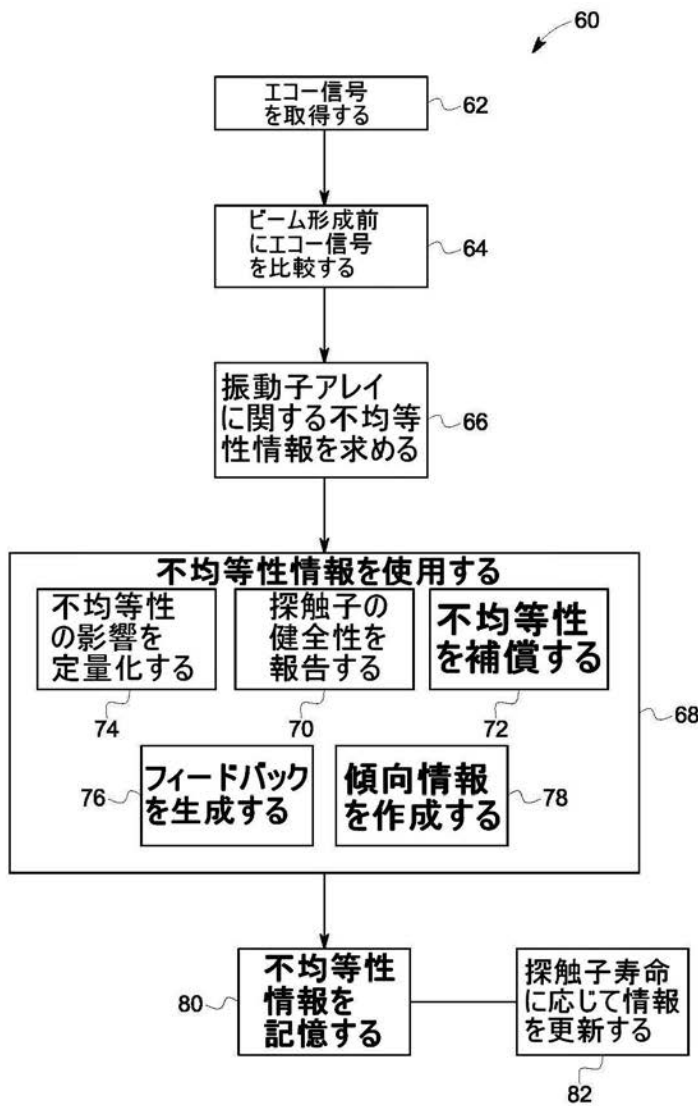 60
エコー信号
を取得する
62
ビーム形成前
にエコー信号
を比較する
64
振動子アレイ
に関する不均等
性情報を求める
66
不均等性情報を使用する
不均等性
の影響を
定量化する
74
探触子の
健全性を
報告する
70
不均等性
を補償する
72
68
76
フィードバック
を生成する
傾向情報
を作成する
78
80
不均等性
情報を
記憶する
探触子寿命
に応じて情報
を更新する
82